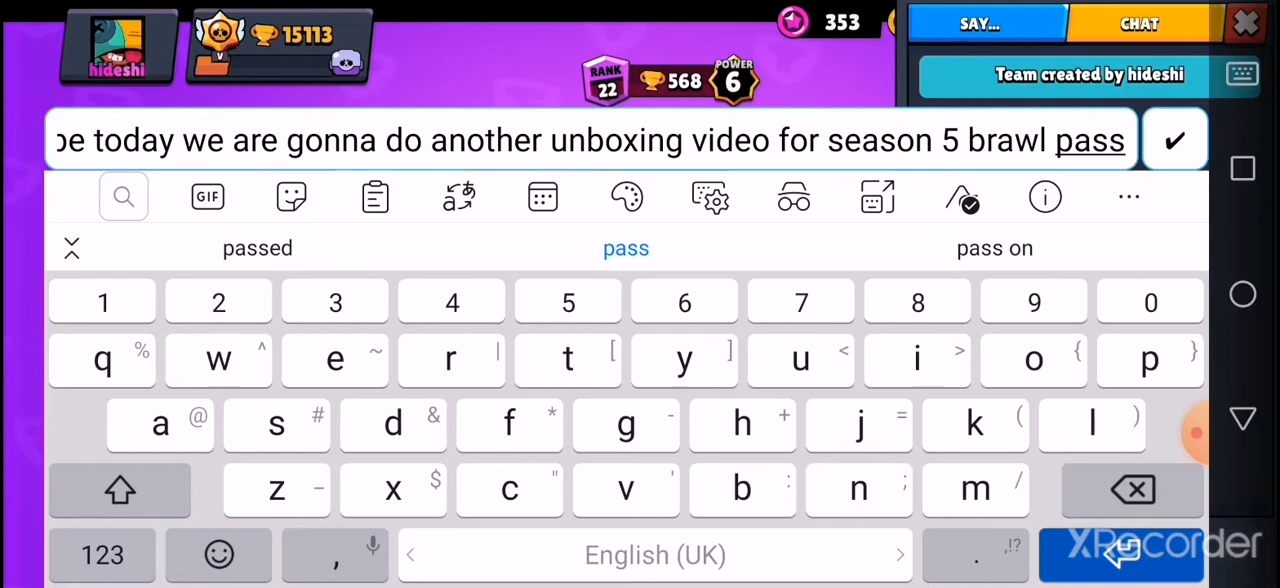 hideshi
15113
353
SAY...
CHAT
Team created by hideshi
RANK
22
568
POWER
6
today we are gonna do another unboxing video for season 5 brawl pass
GIF
passed
pass
pass on
1 2 3 4 5 6 7 8 9 0
q % w ^ e ~ r | t [ y ] u < i > o { p }
a @ s # d & f * g - h + j = k ( l )
z _ x $ c " v ' b : n ; m /
123
,
< English (UK) >
. ,!?
XRecorder